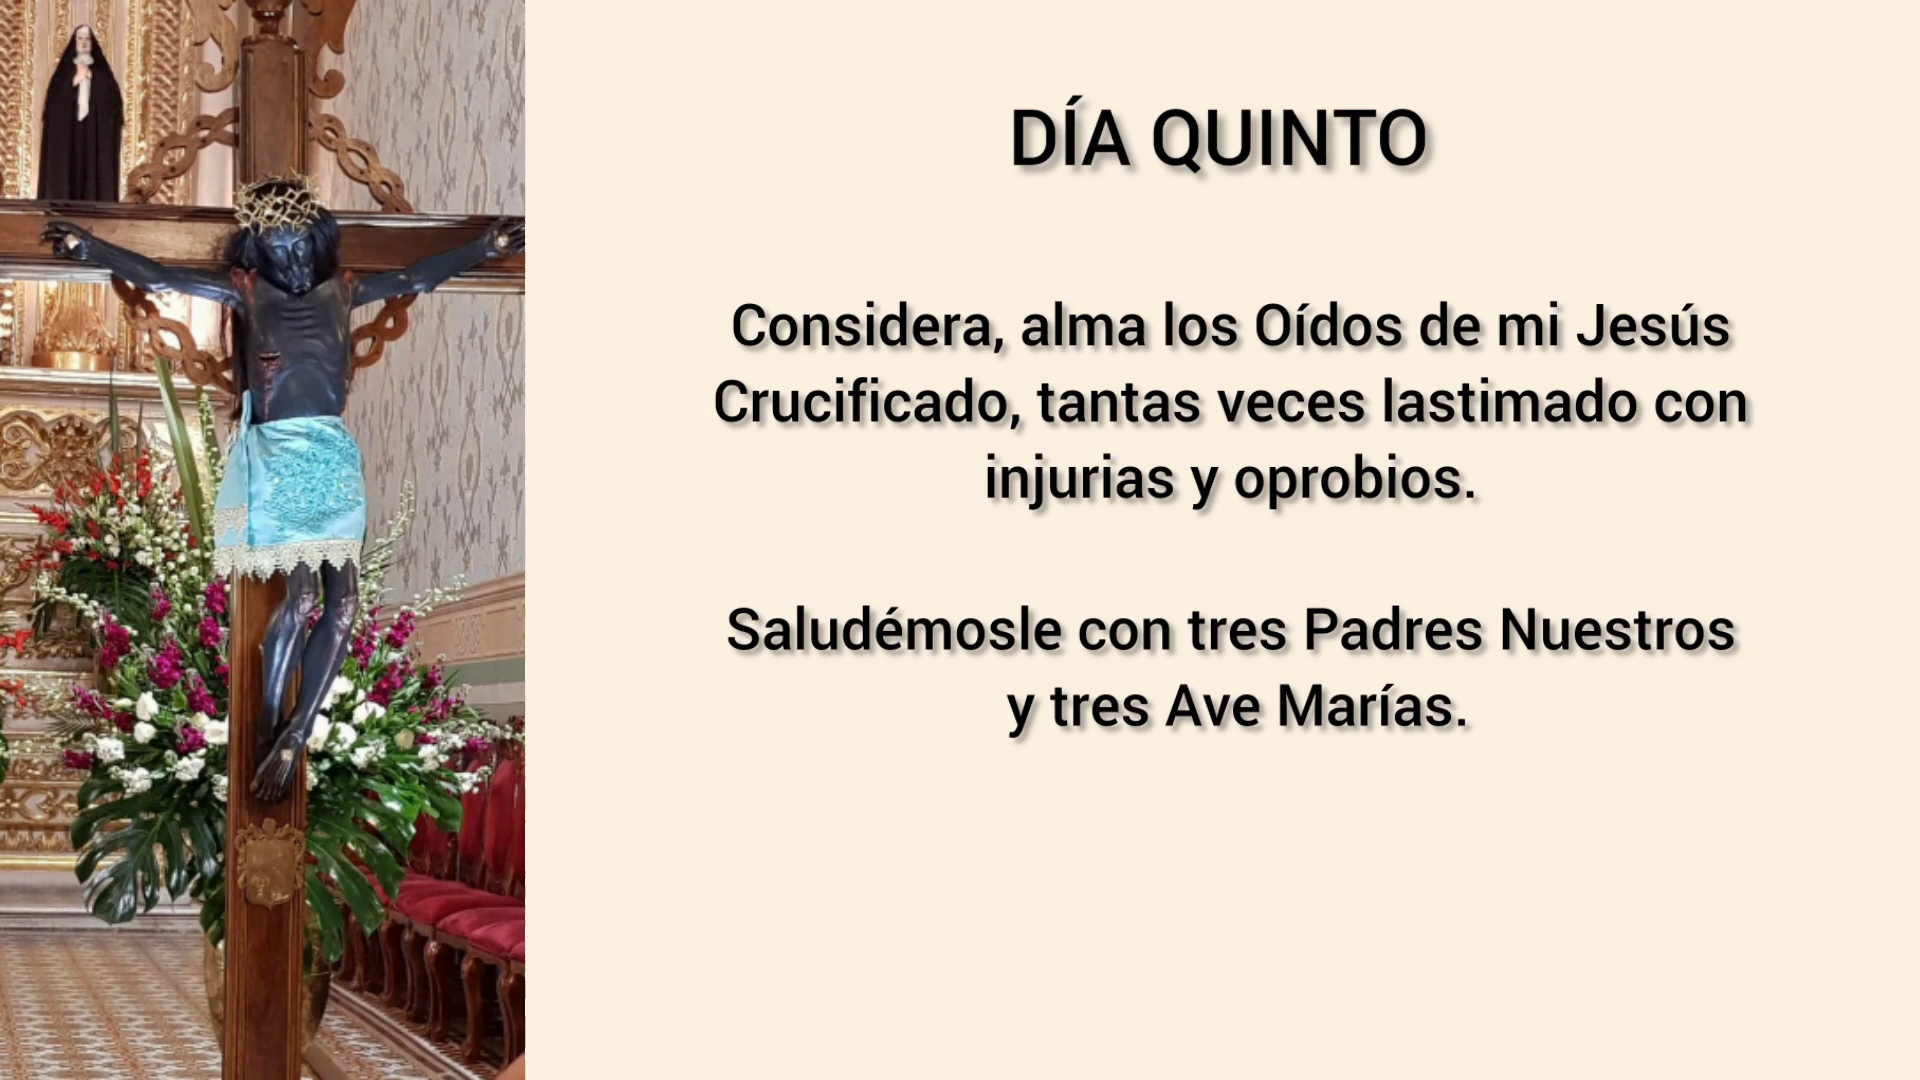 DÍA QUINTO
Considera, alma los Oídos de mi Jesús
Crucificado, tantas veces lastimado con
injurias y oprobios.
Saludémosle con tres Padres Nuestros
y tres Ave Marías.